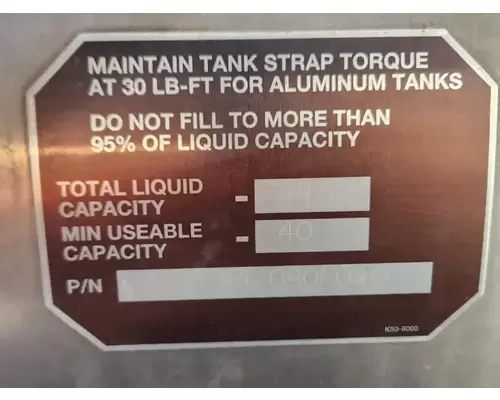 MAINTAIN TANK STRAP TORQUE
AT 30 LB-FT FOR ALUMINUM TANKS
DO NOT FILL TO MORE THAN
95% OF LIQUID CAPACITY
TOTAL LIQUID
CAPACITY -
MIN USEABLE
CAPACITY - 40
P/N
K53-6000